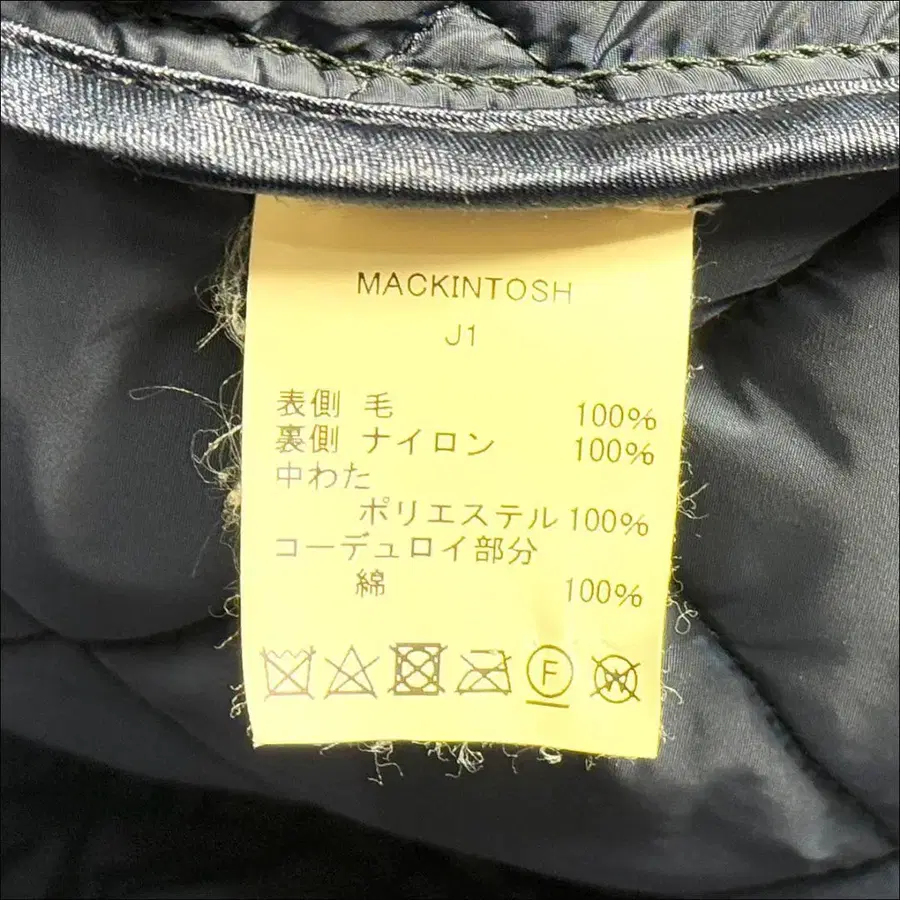 MACKINTOSH
J1
表側 毛 100%
裏側 ナイロン 100%
中わた
ポリエステル 100%
コーデュロイ部分
綿 100%
F W